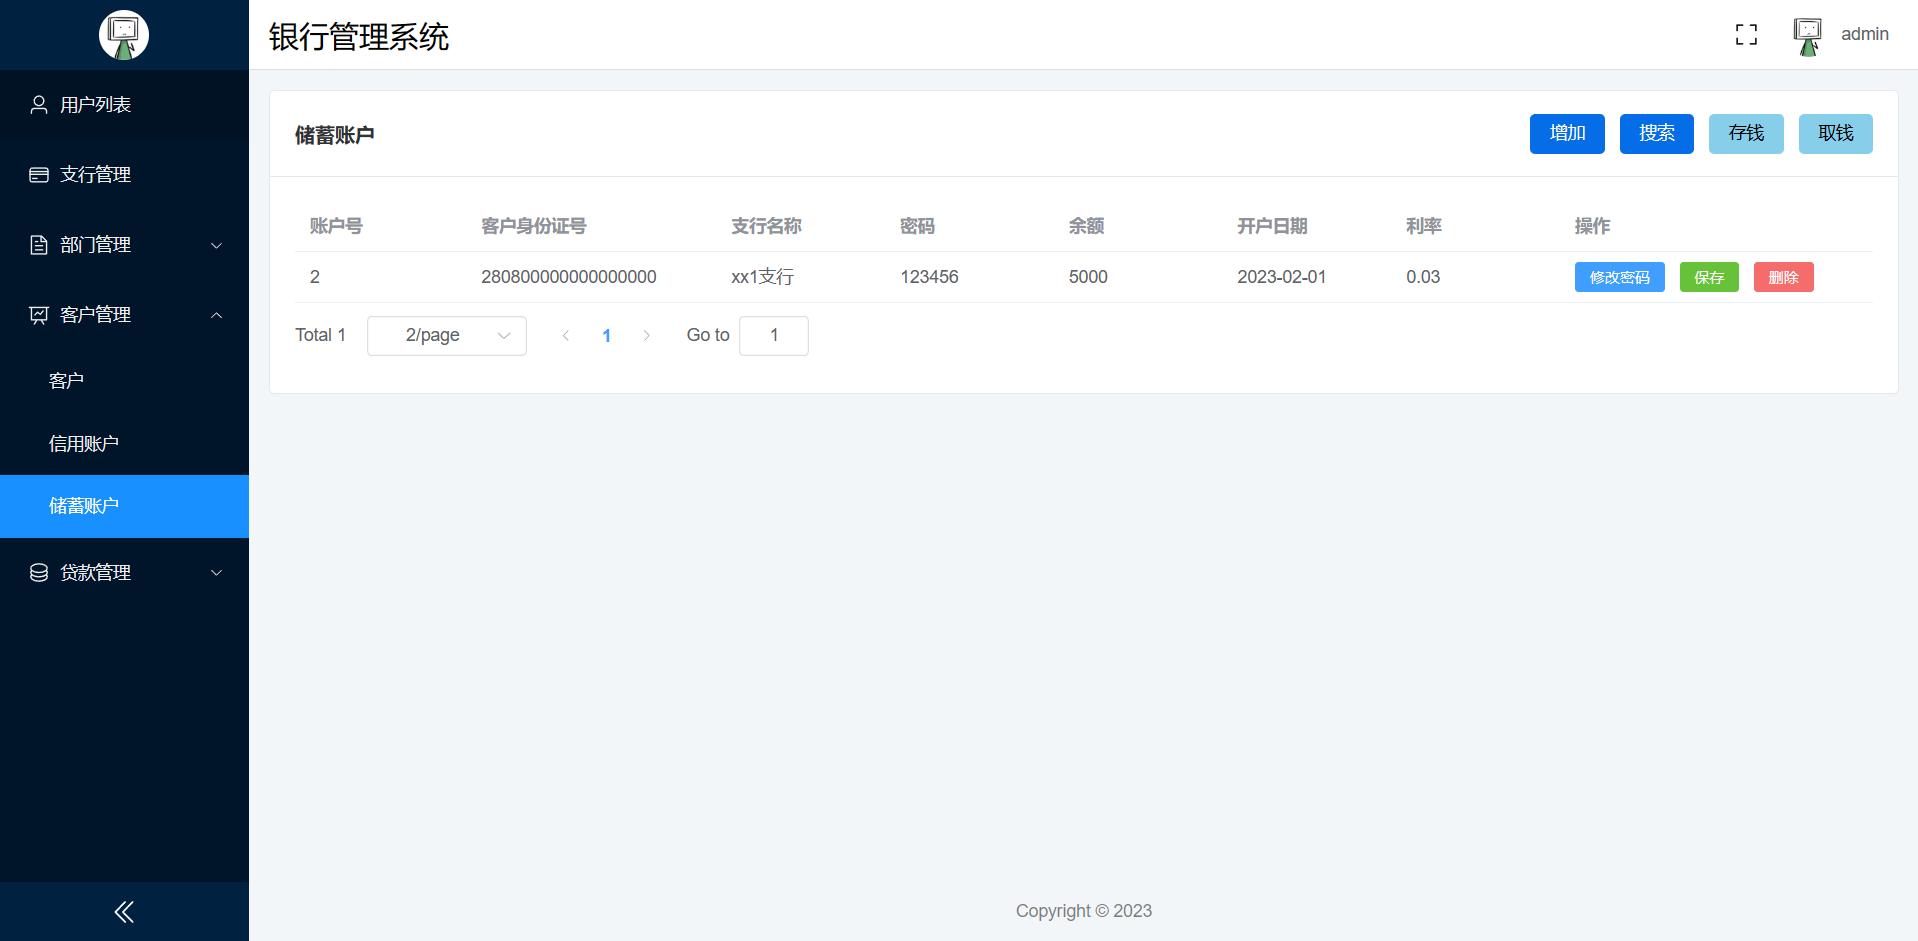 银行管理系统
admin
用户列表
支行管理
部门管理
客户管理
客户
信用账户
储蓄账户
贷款管理
储蓄账户
增加 搜索 存钱 取钱
账户号 客户身份证号 支行名称 密码 余额 开户日期 利率 操作
2 280800000000000000 xx1支行 123456 5000 2023-02-01 0.03 修改密码 保存 删除
Total 1 2/page 1 Go to 1
Copyright © 2023